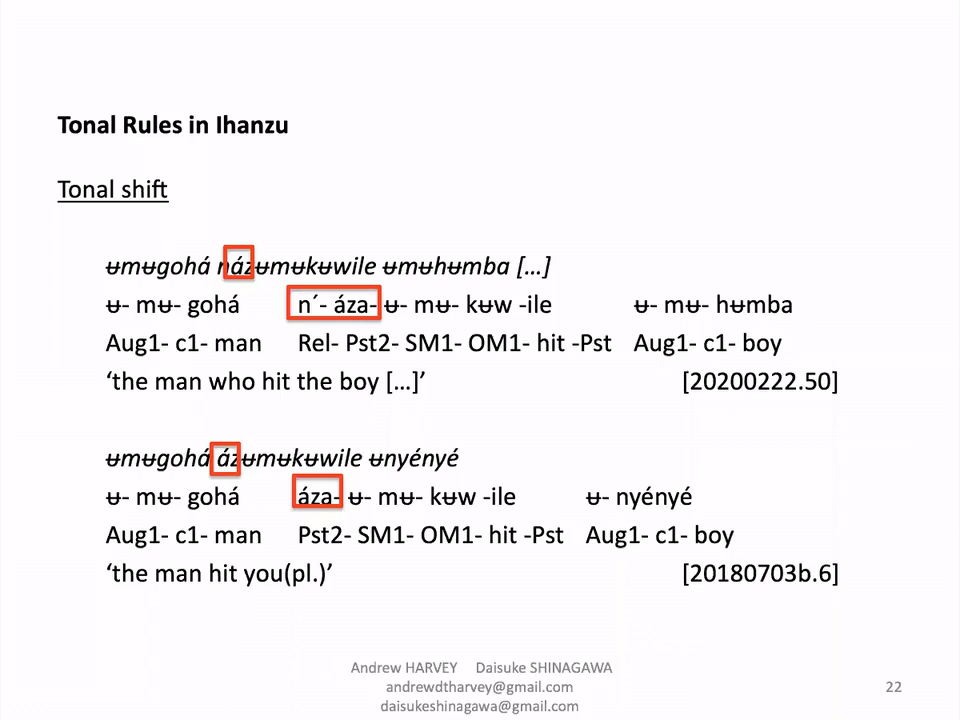 Tonal Rules in Ihanzu
Tonal shift
ʉmʉgohá názʉmʉkʉwile ʉmʉhʉmba […]
ʉ- mʉ- gohá n´- áza- ʉ- mʉ- kʉw -ile ʉ- mʉ- hʉmba
Aug1- c1- man Rel- Pst2- SM1- OM1- hit -Pst Aug1- c1- boy
‘the man who hit the boy […]’ [20200222.50]
ʉmʉgohá ázʉmʉkʉwile ʉnyényé
ʉ- mʉ- gohá áza- ʉ- mʉ- kʉw -ile ʉ- nyényé
Aug1- c1- man Pst2- SM1- OM1- hit -Pst Aug1- c1- boy
‘the man hit you(pl.)’ [20180703b.6]
Andrew HARVEY Daisuke SHINAGAWA
andrewdtharvey@gmail.com
daisukeshinagawa@gmail.com
22